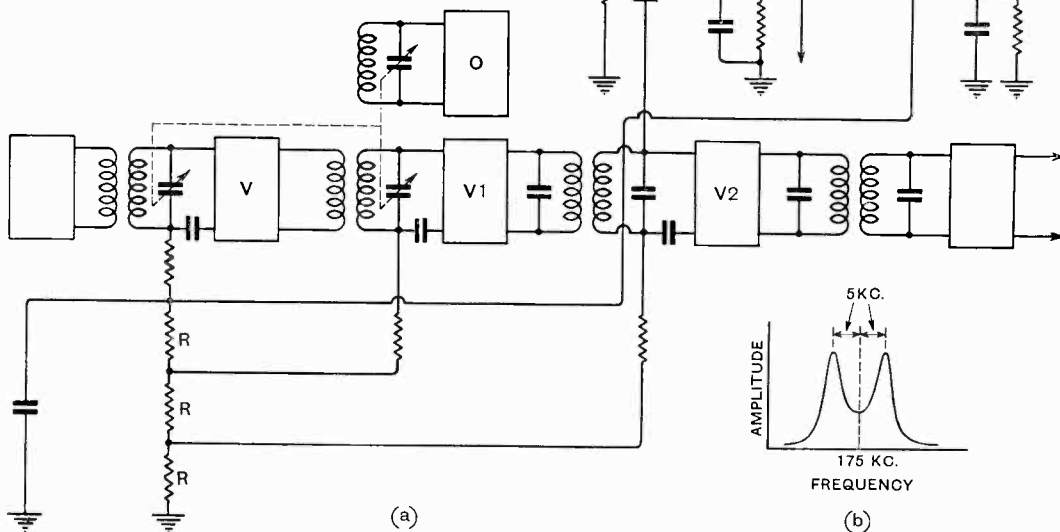 O
V
V1
V2
R
R
R
(a)
5KC.
AMPLITUDE
175 KC.
FREQUENCY
(b)